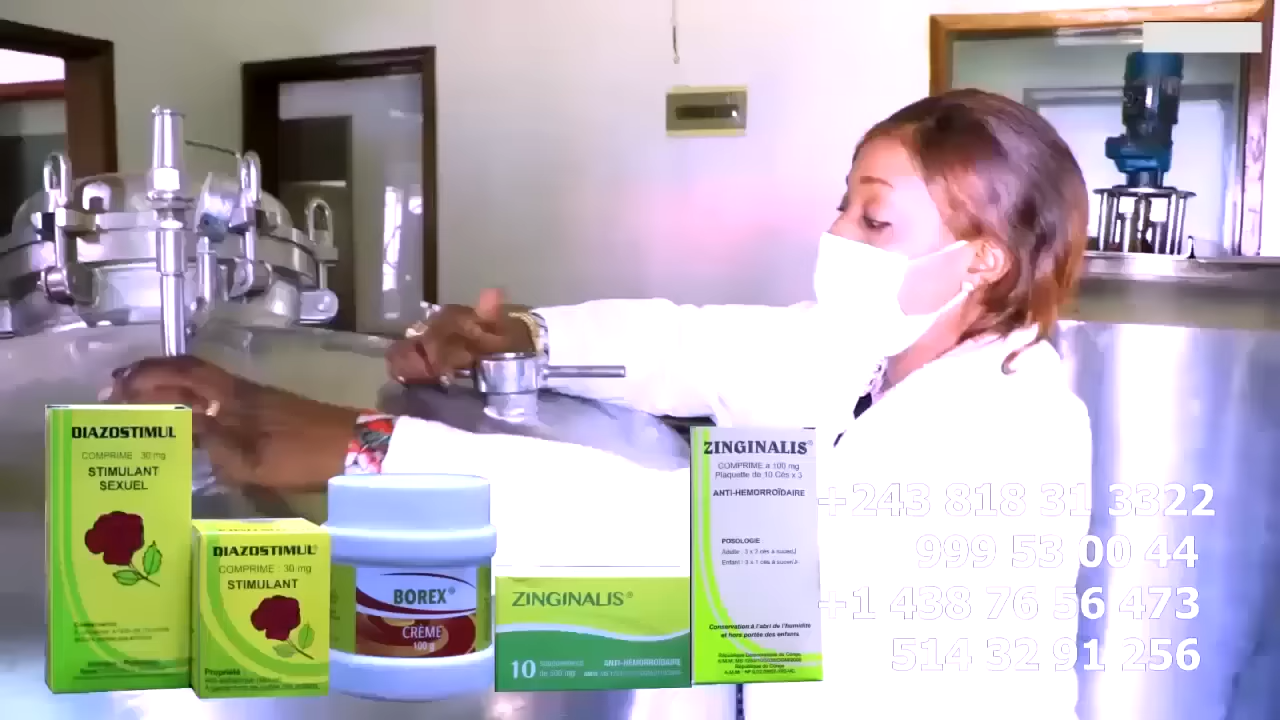 DIAZOSTIMUL
COMPRIME : 30 mg
STIMULANT
SEXUEL
DIAZOSTIMUL®
COMPRIME : 30 mg
STIMULANT
Propriété
BOREX®
CRÈME
100 g
ZINGINALIS®
10
ANTI-HEMORROÏDAIRE
ZINGINALIS®
COMPRIME a 100 mg
Plaquette de 10 Cés x 3
ANTI-HEMORROÏDAIRE
POSOLOGIE
Conservation à l'abri de l'humidité
et hors portée des enfants
+243 818 31 3322
999 53 00 44
+1 438 76 56 473
514 32 91 256